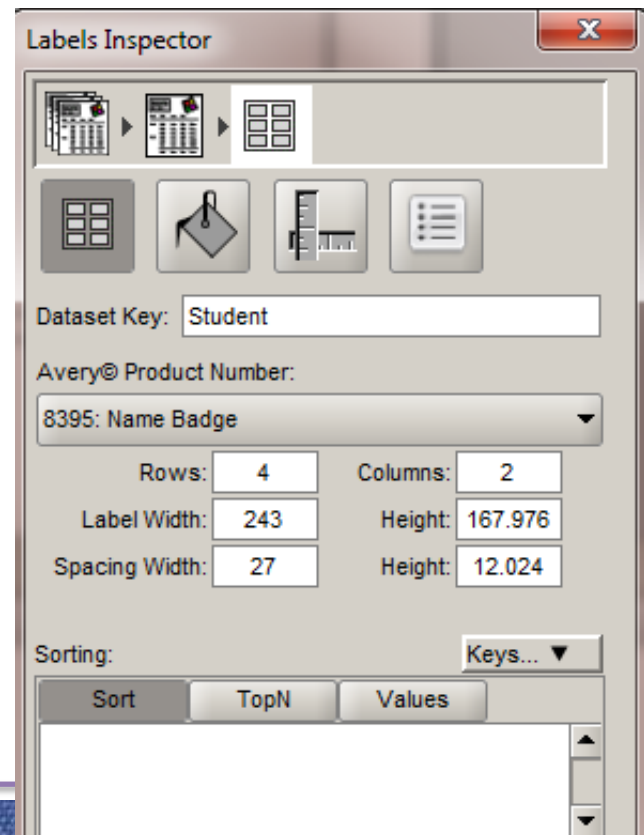 Labels Inspector
Dataset Key: Student
Avery© Product Number:
8395: Name Badge
Rows: 4 Columns: 2
Label Width: 243 Height: 167.976
Spacing Width: 27 Height: 12.024
Sorting: Keys... ▼
Sort TopN Values